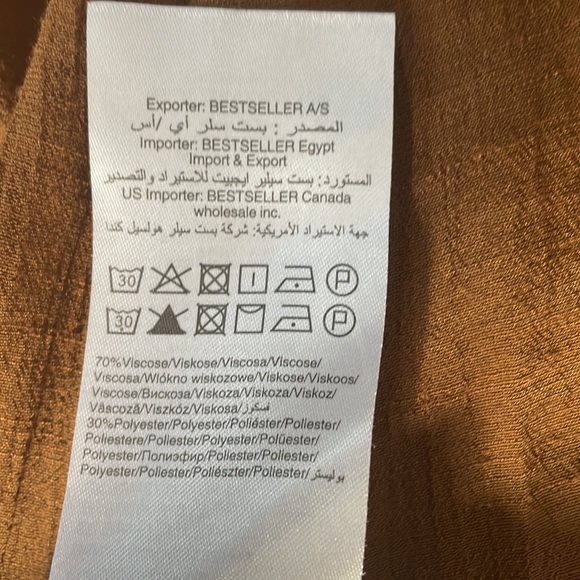 Exporter: BESTSELLER A/S
المصدر : بست سلر أي /أس
Importer: BESTSELLER Egypt
Import & Export
المستورد: بست سيلير ايجيبت للاستيراد والتصدير
US Importer: BESTSELLER Canada
wholesale inc.
جهة الاستيراد الأمريكية: شركة بست سيلر هولسيل كندا
30 P
30 P
70%Viscose/Viskose/Viscosa/Viscose/
Viscosa/Włókno wiskozowe/Viskose/Viskoos/
Viscose/Вискоза/Viskoza/Viskoza/Viskoz/
Vâscoză/Viszkóz/Viskosa/فسكوز
30%Polyester/Polyester/Poliéster/Polyester/
Poliestere/Poliester/Polyester/Polüester/
Polyester/Полиэфир/Poliester/Poliester/
Polyester/Poliester/Poliészter/Poliester/بوليستر